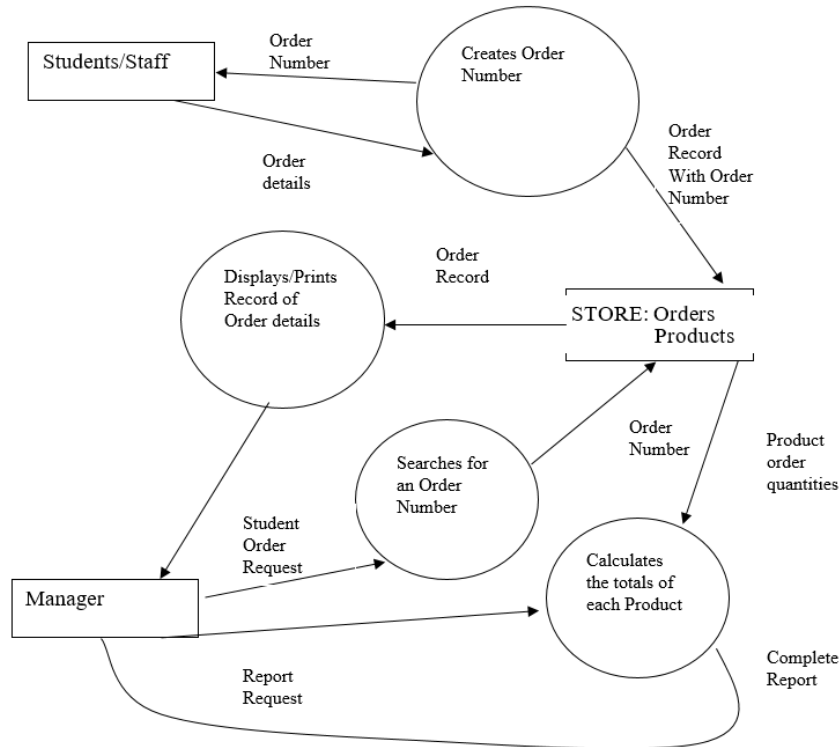 Students/Staff
Order
Number
Creates Order
Number
Order
details
Order
Record
With Order
Number
Displays/Prints
Record of
Order details
Order
Record
STORE: Orders
Products
Searches for
an Order
Number
Order
Number
Product
order
quantities
Student
Order
Request
Manager
Calculates
the totals of
each Product
Report
Request
Complete
Report